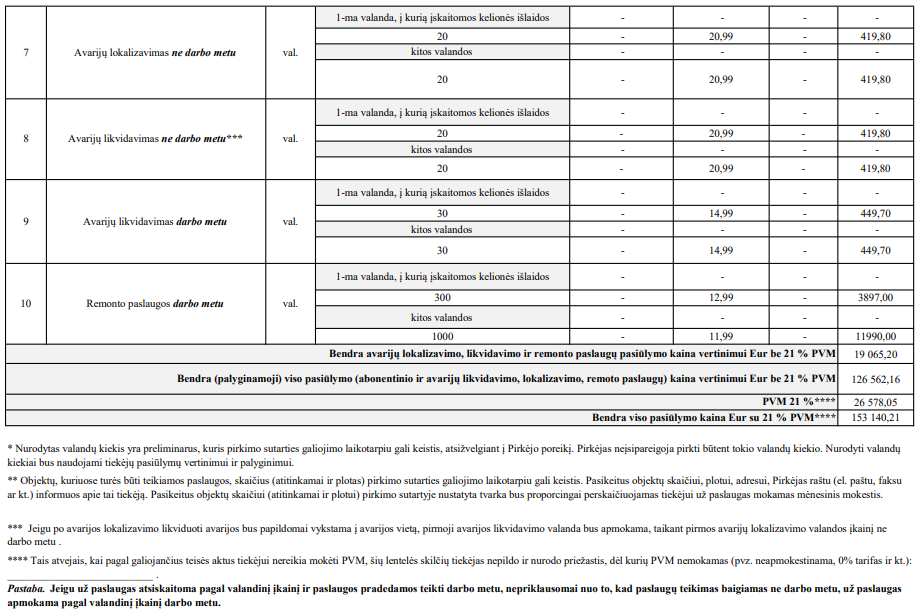 1-ma valanda, į kurią įskaitomos kelionės išlaidos - - - -
7 Avarijų lokalizavimas ne darbo metu val. 20 - 20,99 - 419,80
kitos valandos - - - -
20 - 20,99 - 419,80
1-ma valanda, į kurią įskaitomos kelionės išlaidos - - - -
8 Avarijų likvidavimas ne darbo metu*** val. 20 - 20,99 - 419,80
kitos valandos - - - -
20 - 20,99 - 419,80
1-ma valanda, į kurią įskaitomos kelionės išlaidos - - - -
9 Avarijų likvidavimas darbo metu val. 30 - 14,99 - 449,70
kitos valandos - - - -
30 - 14,99 - 449,70
1-ma valanda, į kurią įskaitomos kelionės išlaidos - - - -
10 Remonto paslaugos darbo metu val. 300 - 12,99 - 3897,00
kitos valandos - - - -
1000 - 11,99 - 11990,00
Bendra avarijų lokalizavimo, likvidavimo ir remonto paslaugų pasiūlymo kaina vertinimui Eur be 21 % PVM 19 065,20
Bendra (palyginamoji) viso pasiūlymo (abonentinio ir avarijų likvidavimo, lokalizavimo, remoto paslaugų) kaina vertinimui Eur be 21 % PVM 126 562,16
PVM 21 %**** 26 578,05
Bendra viso pasiūlymo kaina Eur su 21 % PVM**** 153 140,21
* Nurodytas valandų kiekis yra preliminarus, kuris pirkimo sutarties galiojimo laikotarpiu gali keistis, atsižvelgiant į Pirkėjo poreikį. Pirkėjas neįsipareigoja pirkti būtent tokio valandų kiekio. Nurodyti valandų
kiekiai bus naudojami tiekėjų pasiūlymų vertinimui ir palyginimui.
** Objektų, kuriuose turės būti teikiamos paslaugos, skaičius (atitinkamai ir plotas) pirkimo sutarties galiojimo laikotarpiu gali keistis. Pasikeitus objektų skaičiui, plotui, adresui, Pirkėjas raštu (el. paštu, faksu
ar kt.) informuos apie tai tiekėją. Pasikeitus objektų skaičiui (atitinkamai ir plotui) pirkimo sutartyje nustatyta tvarka bus proporcingai perskaičiuojamas tiekėjui už paslaugas mokamas mėnesinis mokestis.
*** Jeigu po avarijos lokalizavimo likviduoti avarijos bus papildomai vykstama į avarijos vietą, pirmoji avarijos likvidavimo valanda bus apmokama, taikant pirmos avarijų lokalizavimo valandos įkainį ne
darbo metu .
**** Tais atvejais, kai pagal galiojančius teisės aktus tiekėjui nereikia mokėti PVM, šių lentelės skilčių tiekėjas nepildo ir nurodo priežastis, dėl kurių PVM nemokamas (pvz. neapmokestinama, 0% tarifas ir kt.):
____________________________ .
Pastaba. Jeigu už paslaugas atsiskaitoma pagal valandinį įkainį ir paslaugos pradedamos teikti darbo metu, nepriklausomai nuo to, kad paslaugų teikimas baigiamas ne darbo metu, už paslaugas
apmokama pagal valandinį įkainį darbo metu.